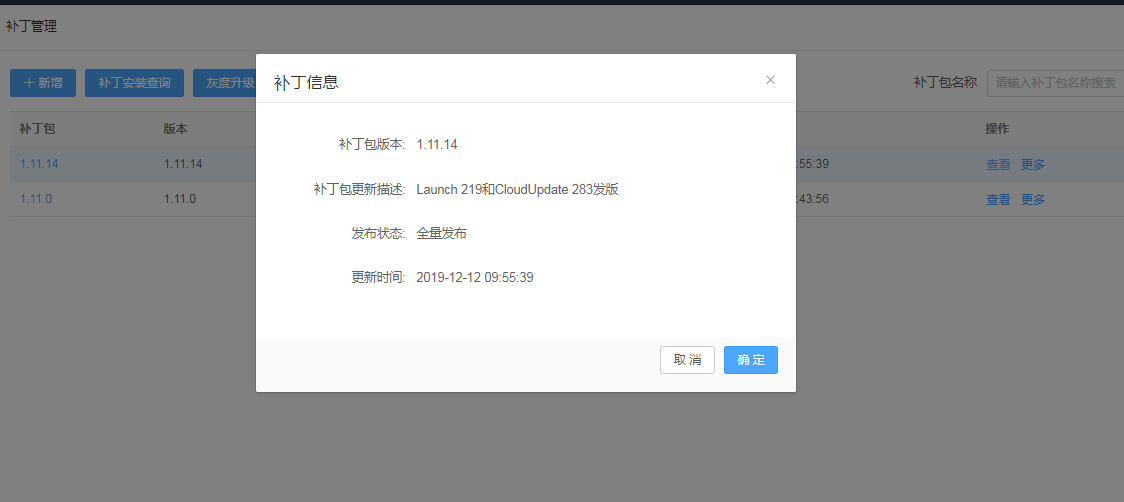 补丁管理
+ 新增 补丁安装查询 灰度升级 补丁包名称 请输入补丁包名称搜索
补丁包 版本 操作
1.11.14 1.11.14 :55:39 查看 更多
1.11.0 1.11.0 :43:56 查看 更多
补丁信息
补丁包版本: 1.11.14
补丁包更新描述: Launch 219和CloudUpdate 283发版
发布状态: 全量发布
更新时间: 2019-12-12 09:55:39
取 消 确 定